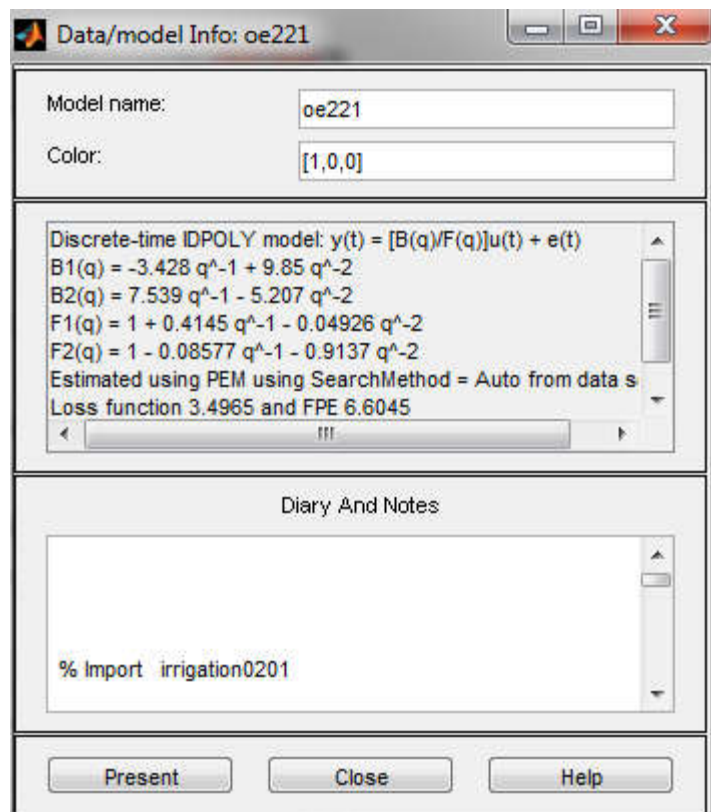 Data/model Info: oe221
Model name:
oe221
Color:
[1,0,0]
Discrete-time IDPOLY model: y(t) = [B(q)/F(q)]u(t) + e(t)
B1(q) = -3.428 q^-1 + 9.85 q^-2
B2(q) = 7.539 q^-1 - 5.207 q^-2
F1(q) = 1 + 0.4145 q^-1 - 0.04926 q^-2
F2(q) = 1 - 0.08577 q^-1 - 0.9137 q^-2
Estimated using PEM using SearchMethod = Auto from data s
Loss function 3.4965 and FPE 6.6045
Diary And Notes
% Import irrigation0201
Present Close Help